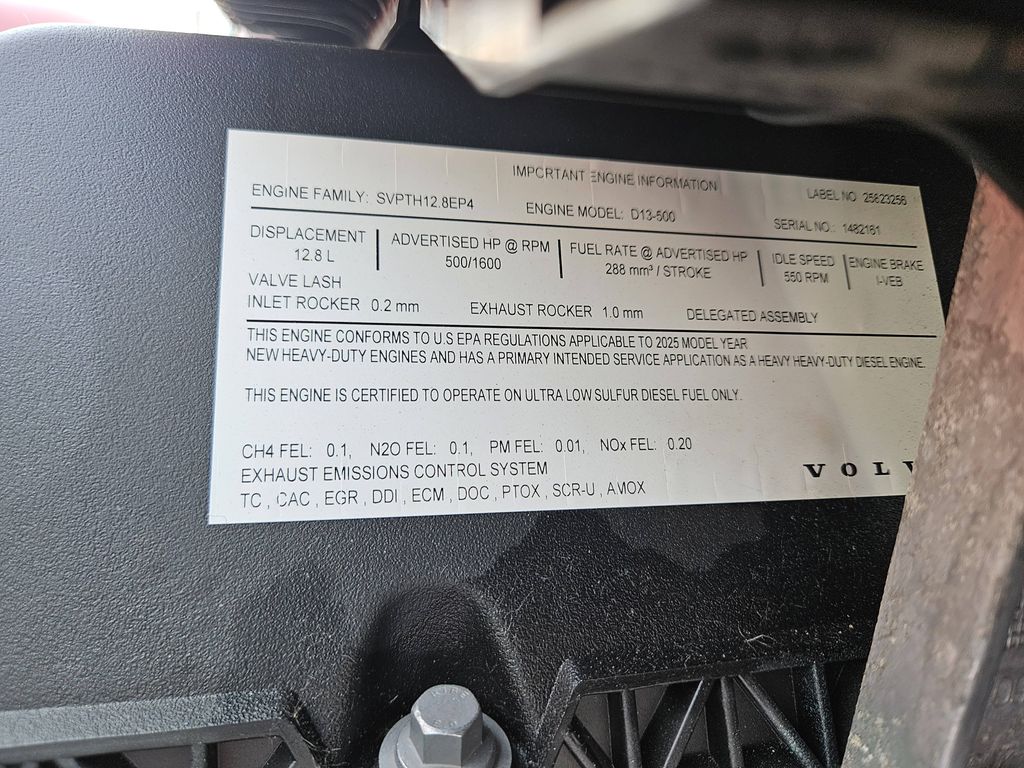 IMPORTANT ENGINE INFORMATION
LABEL NO 25823256
ENGINE FAMILY: SVPTH12.8EP4
ENGINE MODEL: D13-500
SERIAL NO.: 1482161
DISPLACEMENT
12.8 L
ADVERTISED HP @ RPM
500/1600
FUEL RATE @ ADVERTISED HP
288 mm³ / STROKE
IDLE SPEED
550 RPM
ENGINE BRAKE
I-VEB
VALVE LASH
INLET ROCKER 0.2 mm EXHAUST ROCKER 1.0 mm DELEGATED ASSEMBLY
THIS ENGINE CONFORMS TO U.S EPA REGULATIONS APPLICABLE TO 2025 MODEL YEAR
NEW HEAVY-DUTY ENGINES AND HAS A PRIMARY INTENDED SERVICE APPLICATION AS A HEAVY HEAVY-DUTY DIESEL ENGINE.
THIS ENGINE IS CERTIFIED TO OPERATE ON ULTRA LOW SULFUR DIESEL FUEL ONLY.
CH4 FEL: 0.1, N2O FEL: 0.1, PM FEL: 0.01, NOx FEL: 0.20
EXHAUST EMISSIONS CONTROL SYSTEM
TC , CAC , EGR , DDI , ECM , DOC , PTOX , SCR-U , AMOX
VOLV